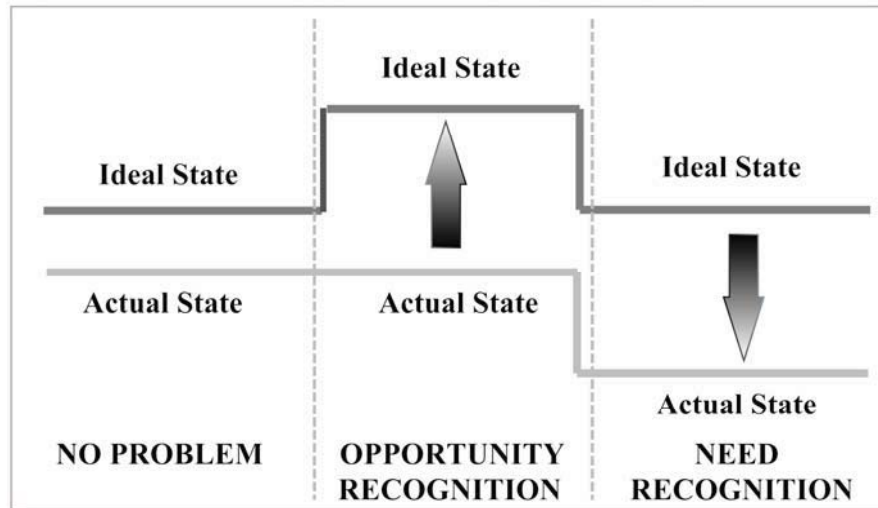 Ideal State
Ideal State
Ideal State
Actual State
Actual State
Actual State
NO PROBLEM
OPPORTUNITY
RECOGNITION
NEED
RECOGNITION